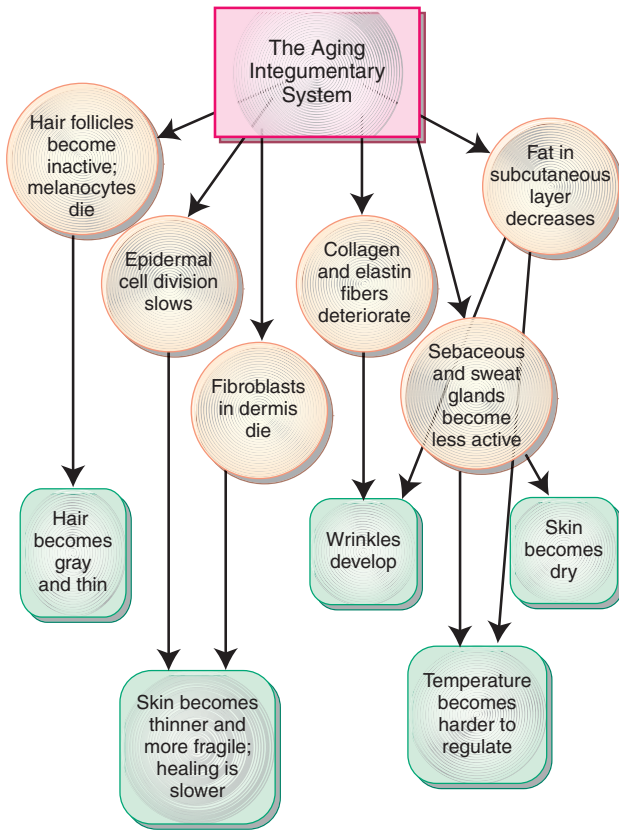 The Aging
Integumentary
System
Hair follicles
become
inactive;
melanocytes
die
Fat in
subcutaneous
layer
decreases
Epidermal
cell division
slows
Collagen
and elastin
fibers
deteriorate
Fibroblasts
in dermis
die
Sebaceous
and sweat
glands
become
less active
Hair
becomes
gray
and thin
Wrinkles
develop
Skin
becomes
dry
Skin becomes
thinner and
more fragile;
healing is
slower
Temperature
becomes
harder to
regulate